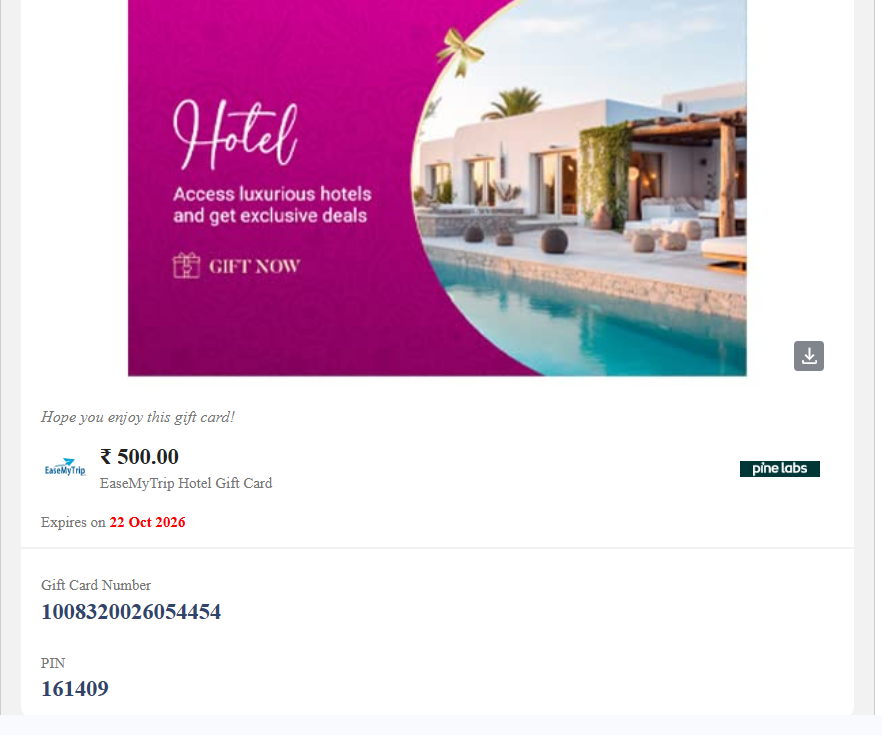 Hotel
Access luxurious hotels
and get exclusive deals
GIFT NOW
Hope you enjoy this gift card!
EaseMyTrip
₹ 500.00
EaseMyTrip Hotel Gift Card
pine labs
Expires on 22 Oct 2026
Gift Card Number
1008320026054454
PIN
161409